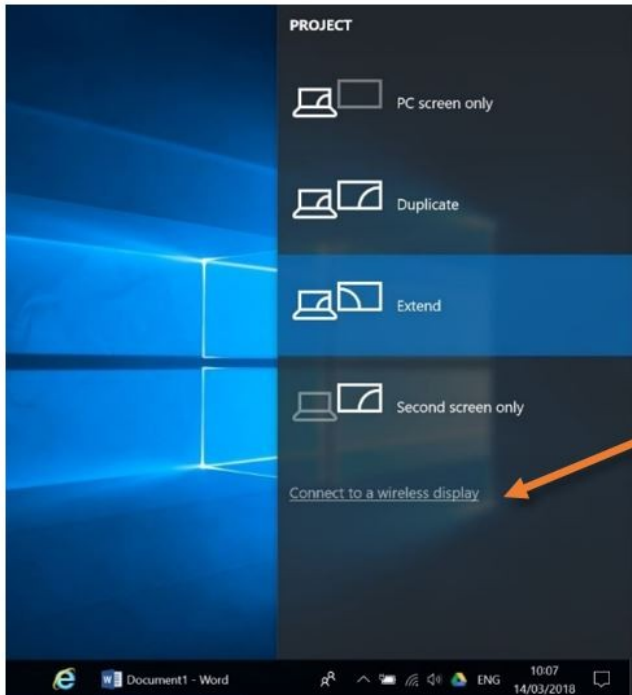 PROJECT
PC screen only
Duplicate
Extend
Second screen only
Connect to a wireless display
Document1 - Word
ENG
10:07
14/03/2018